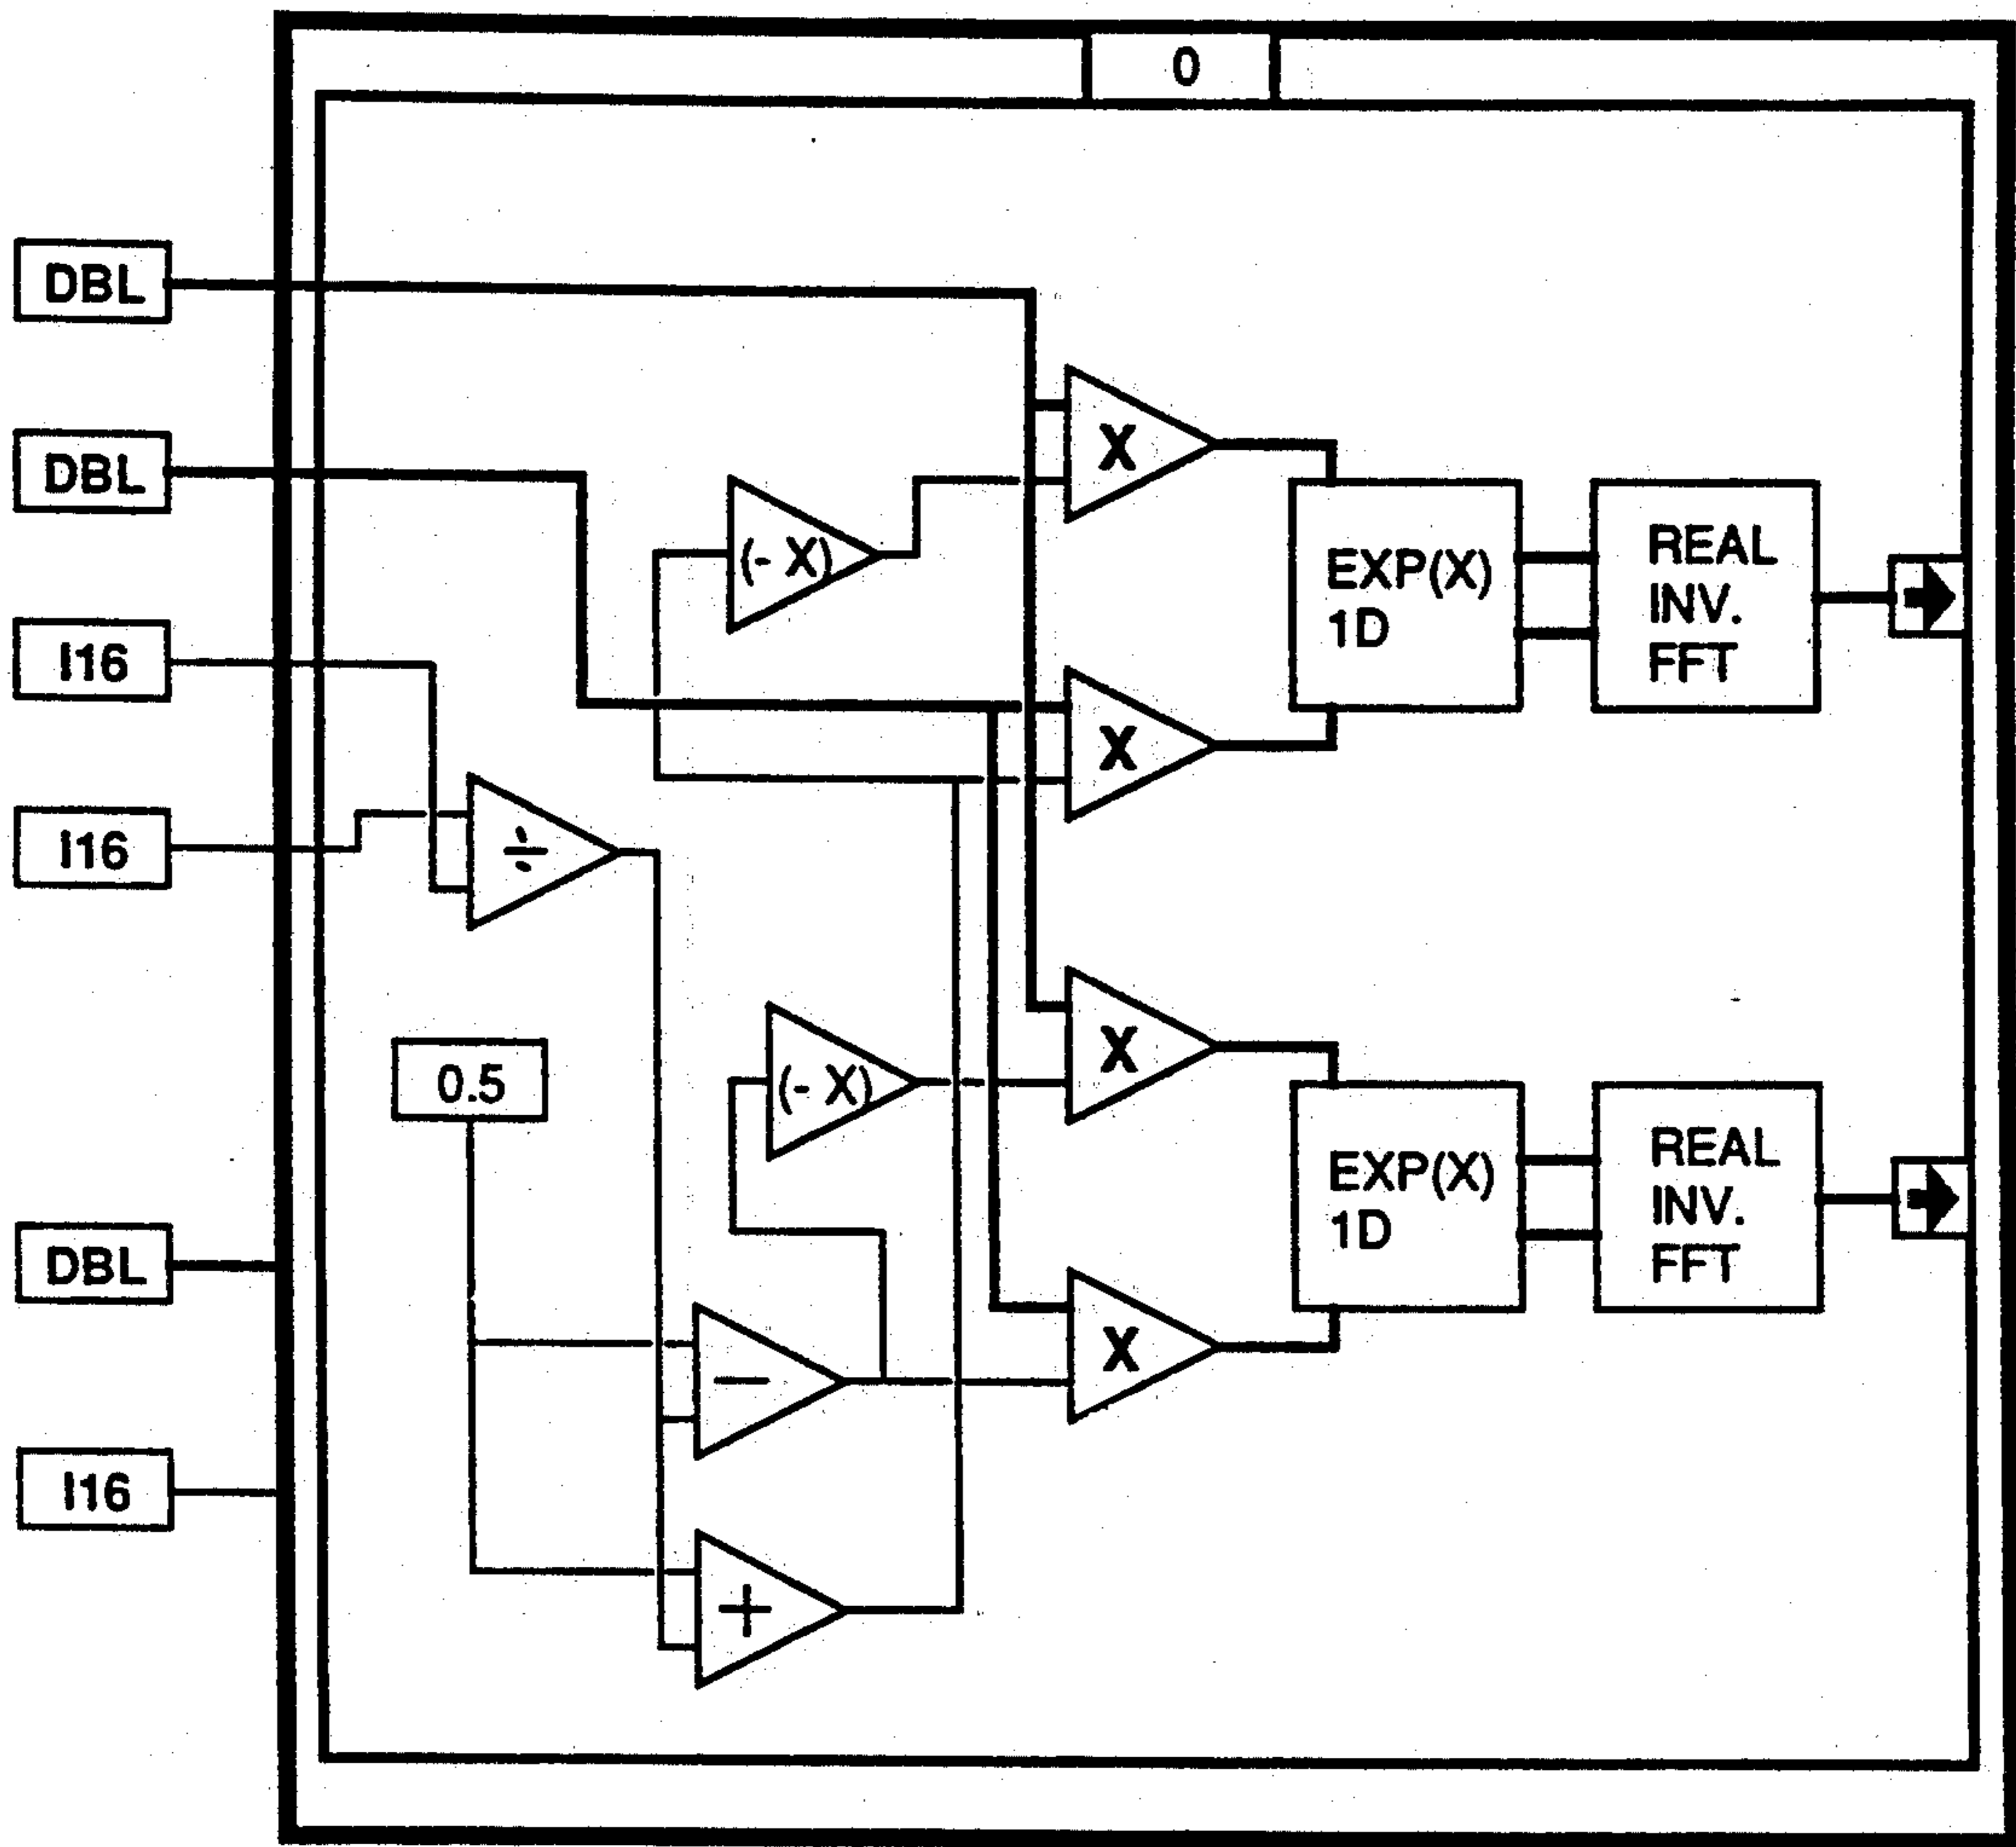 0
DBL
DBL
I16
I16
DBL
I16
0.5
÷
(- X)
(- X)
−
+
X
X
X
X
EXP(X)
1D
REAL
INV.
FFT
EXP(X)
1D
REAL
INV.
FFT